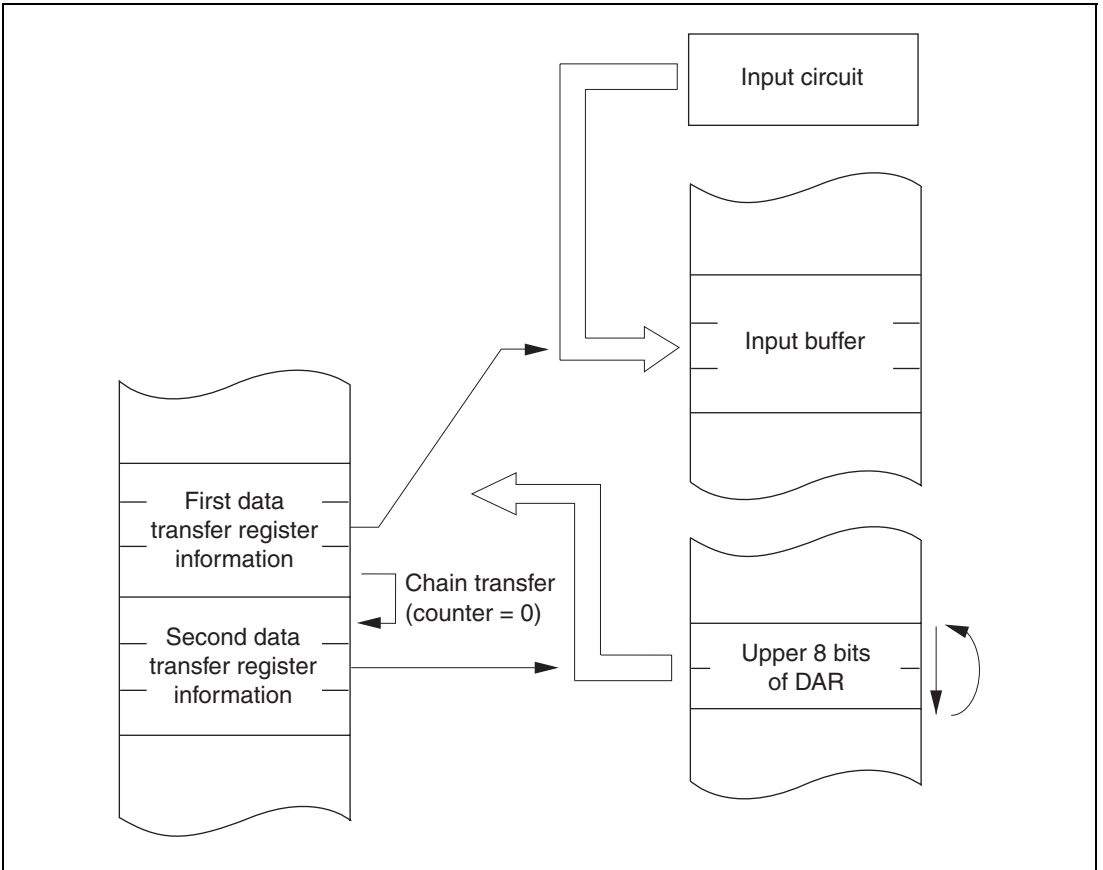 Input circuit
Input buffer
First data
transfer register
information
Chain transfer
(counter = 0)
Second data
transfer register
information
Upper 8 bits
of DAR